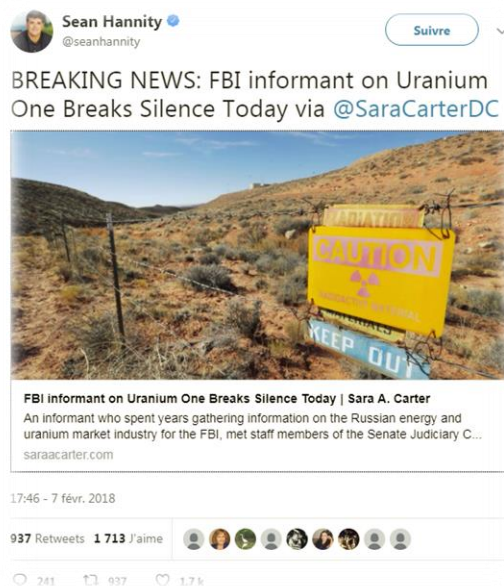 Sean Hannity
@seanhannity
Suivre
BREAKING NEWS: FBI informant on Uranium
One Breaks Silence Today via @SaraCarterDC
RADIATION
CAUTION
RADIOACTIVE MATERIAL
KEEP OUT
FBI informant on Uranium One Breaks Silence Today | Sara A. Carter
An informant who spent years gathering information on the Russian energy and
uranium market industry for the FBI, met staff members of the Senate Judiciary C...
saraacarter.com
17:46 - 7 févr. 2018
937 Retweets 1 713 J'aime
241 937 1.7 k